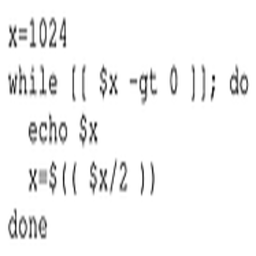 x=1024
while [[ $x -gt 0 ]]; do
  echo $x
  x=$(( $x/2 ))
done